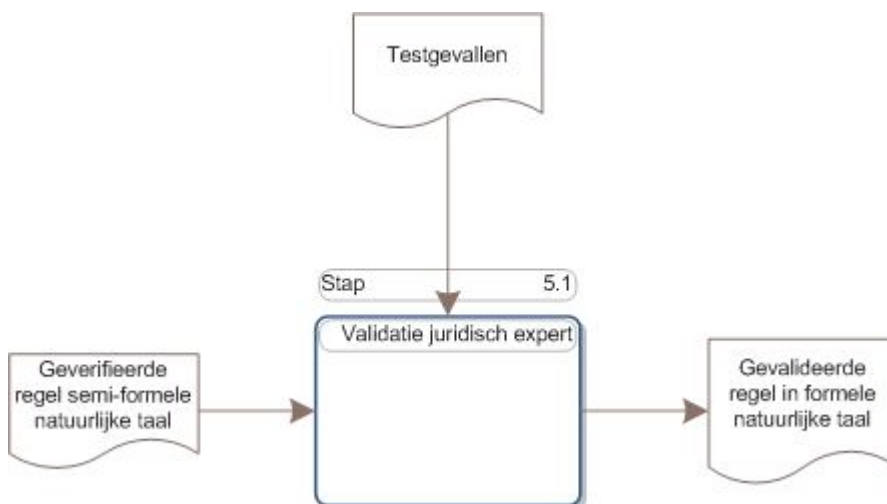 Testgevallen
Stap 5.1
Validatie juridisch expert
Geverifieerde
regel semi-formele
natuurlijke taal
Gevalideerde
regel in formele
natuurlijke taal